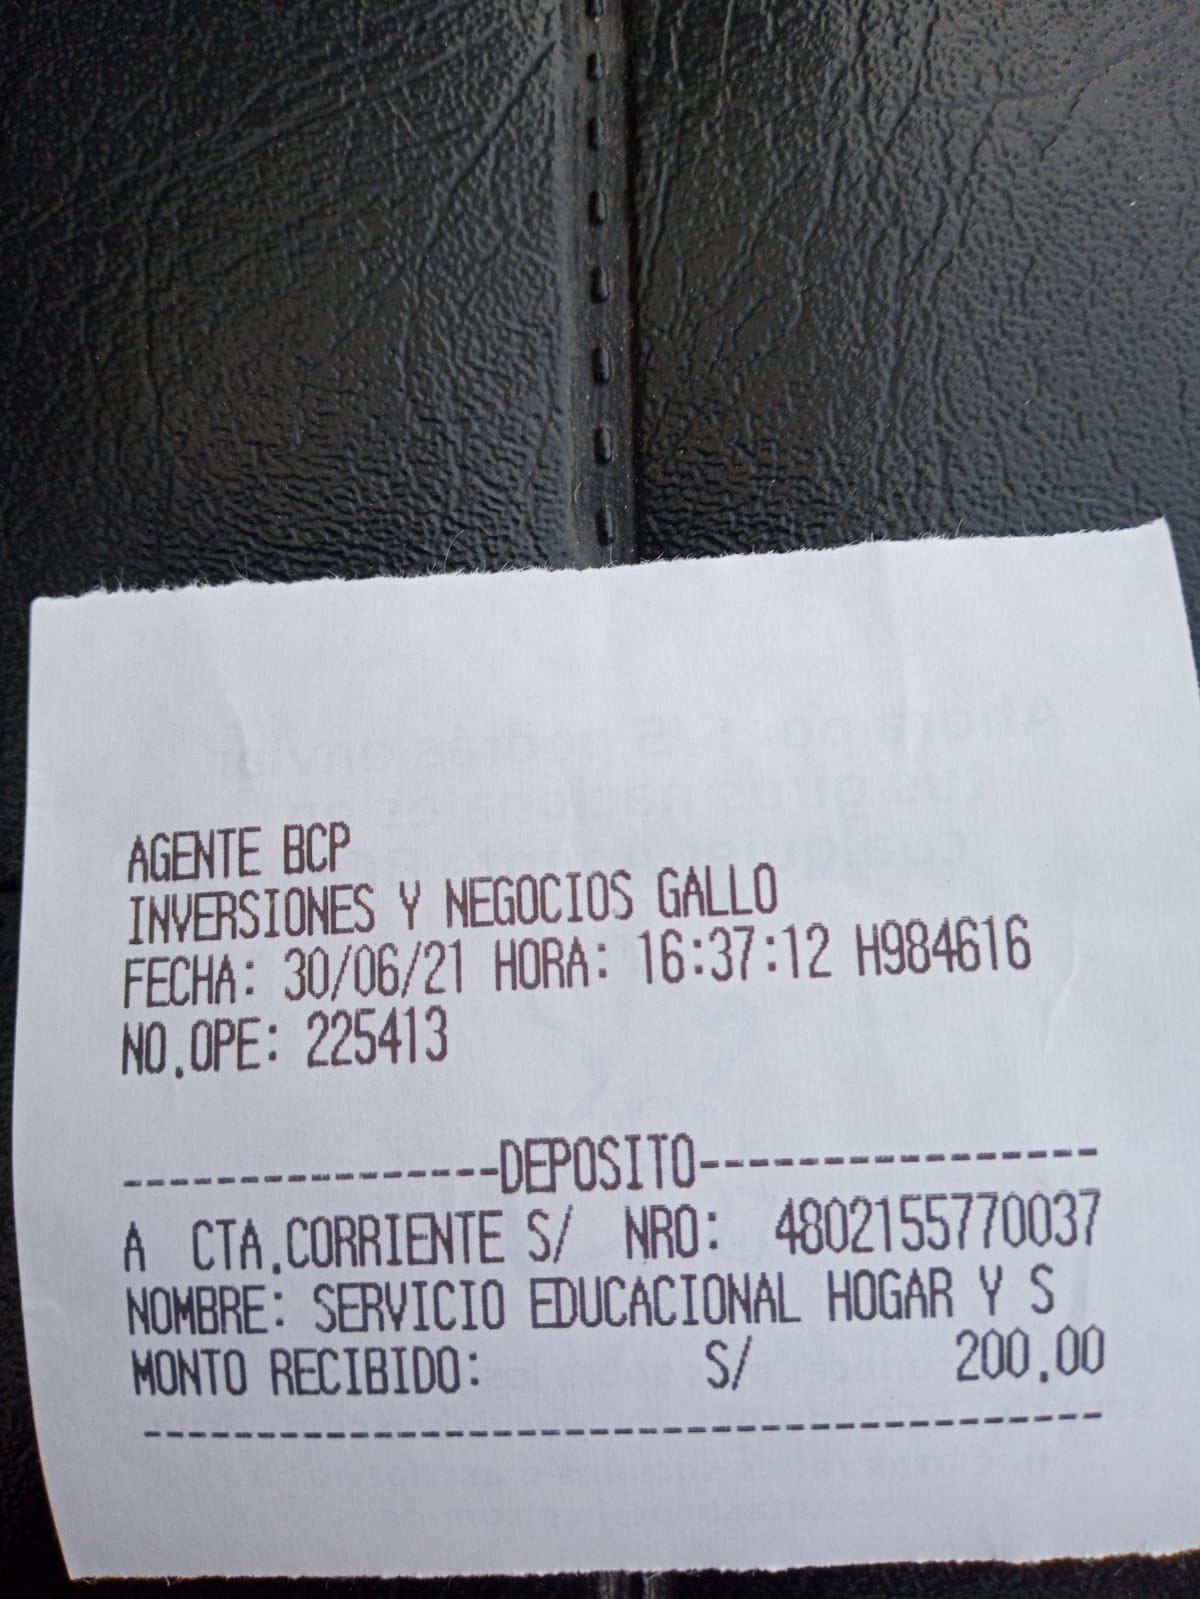 AGENTE BCP
INVERSIONES Y NEGOCIOS GALLO
FECHA: 30/06/21 HORA: 16:37:12 H984616
NO.OPE: 225413
----------------DEPOSITO----------------
A CTA.CORRIENTE S/ NRO: 4802155770037
NOMBRE: SERVICIO EDUCACIONAL HOGAR Y S
MONTO RECIBIDO: S/ 200.00
----------------------------------------